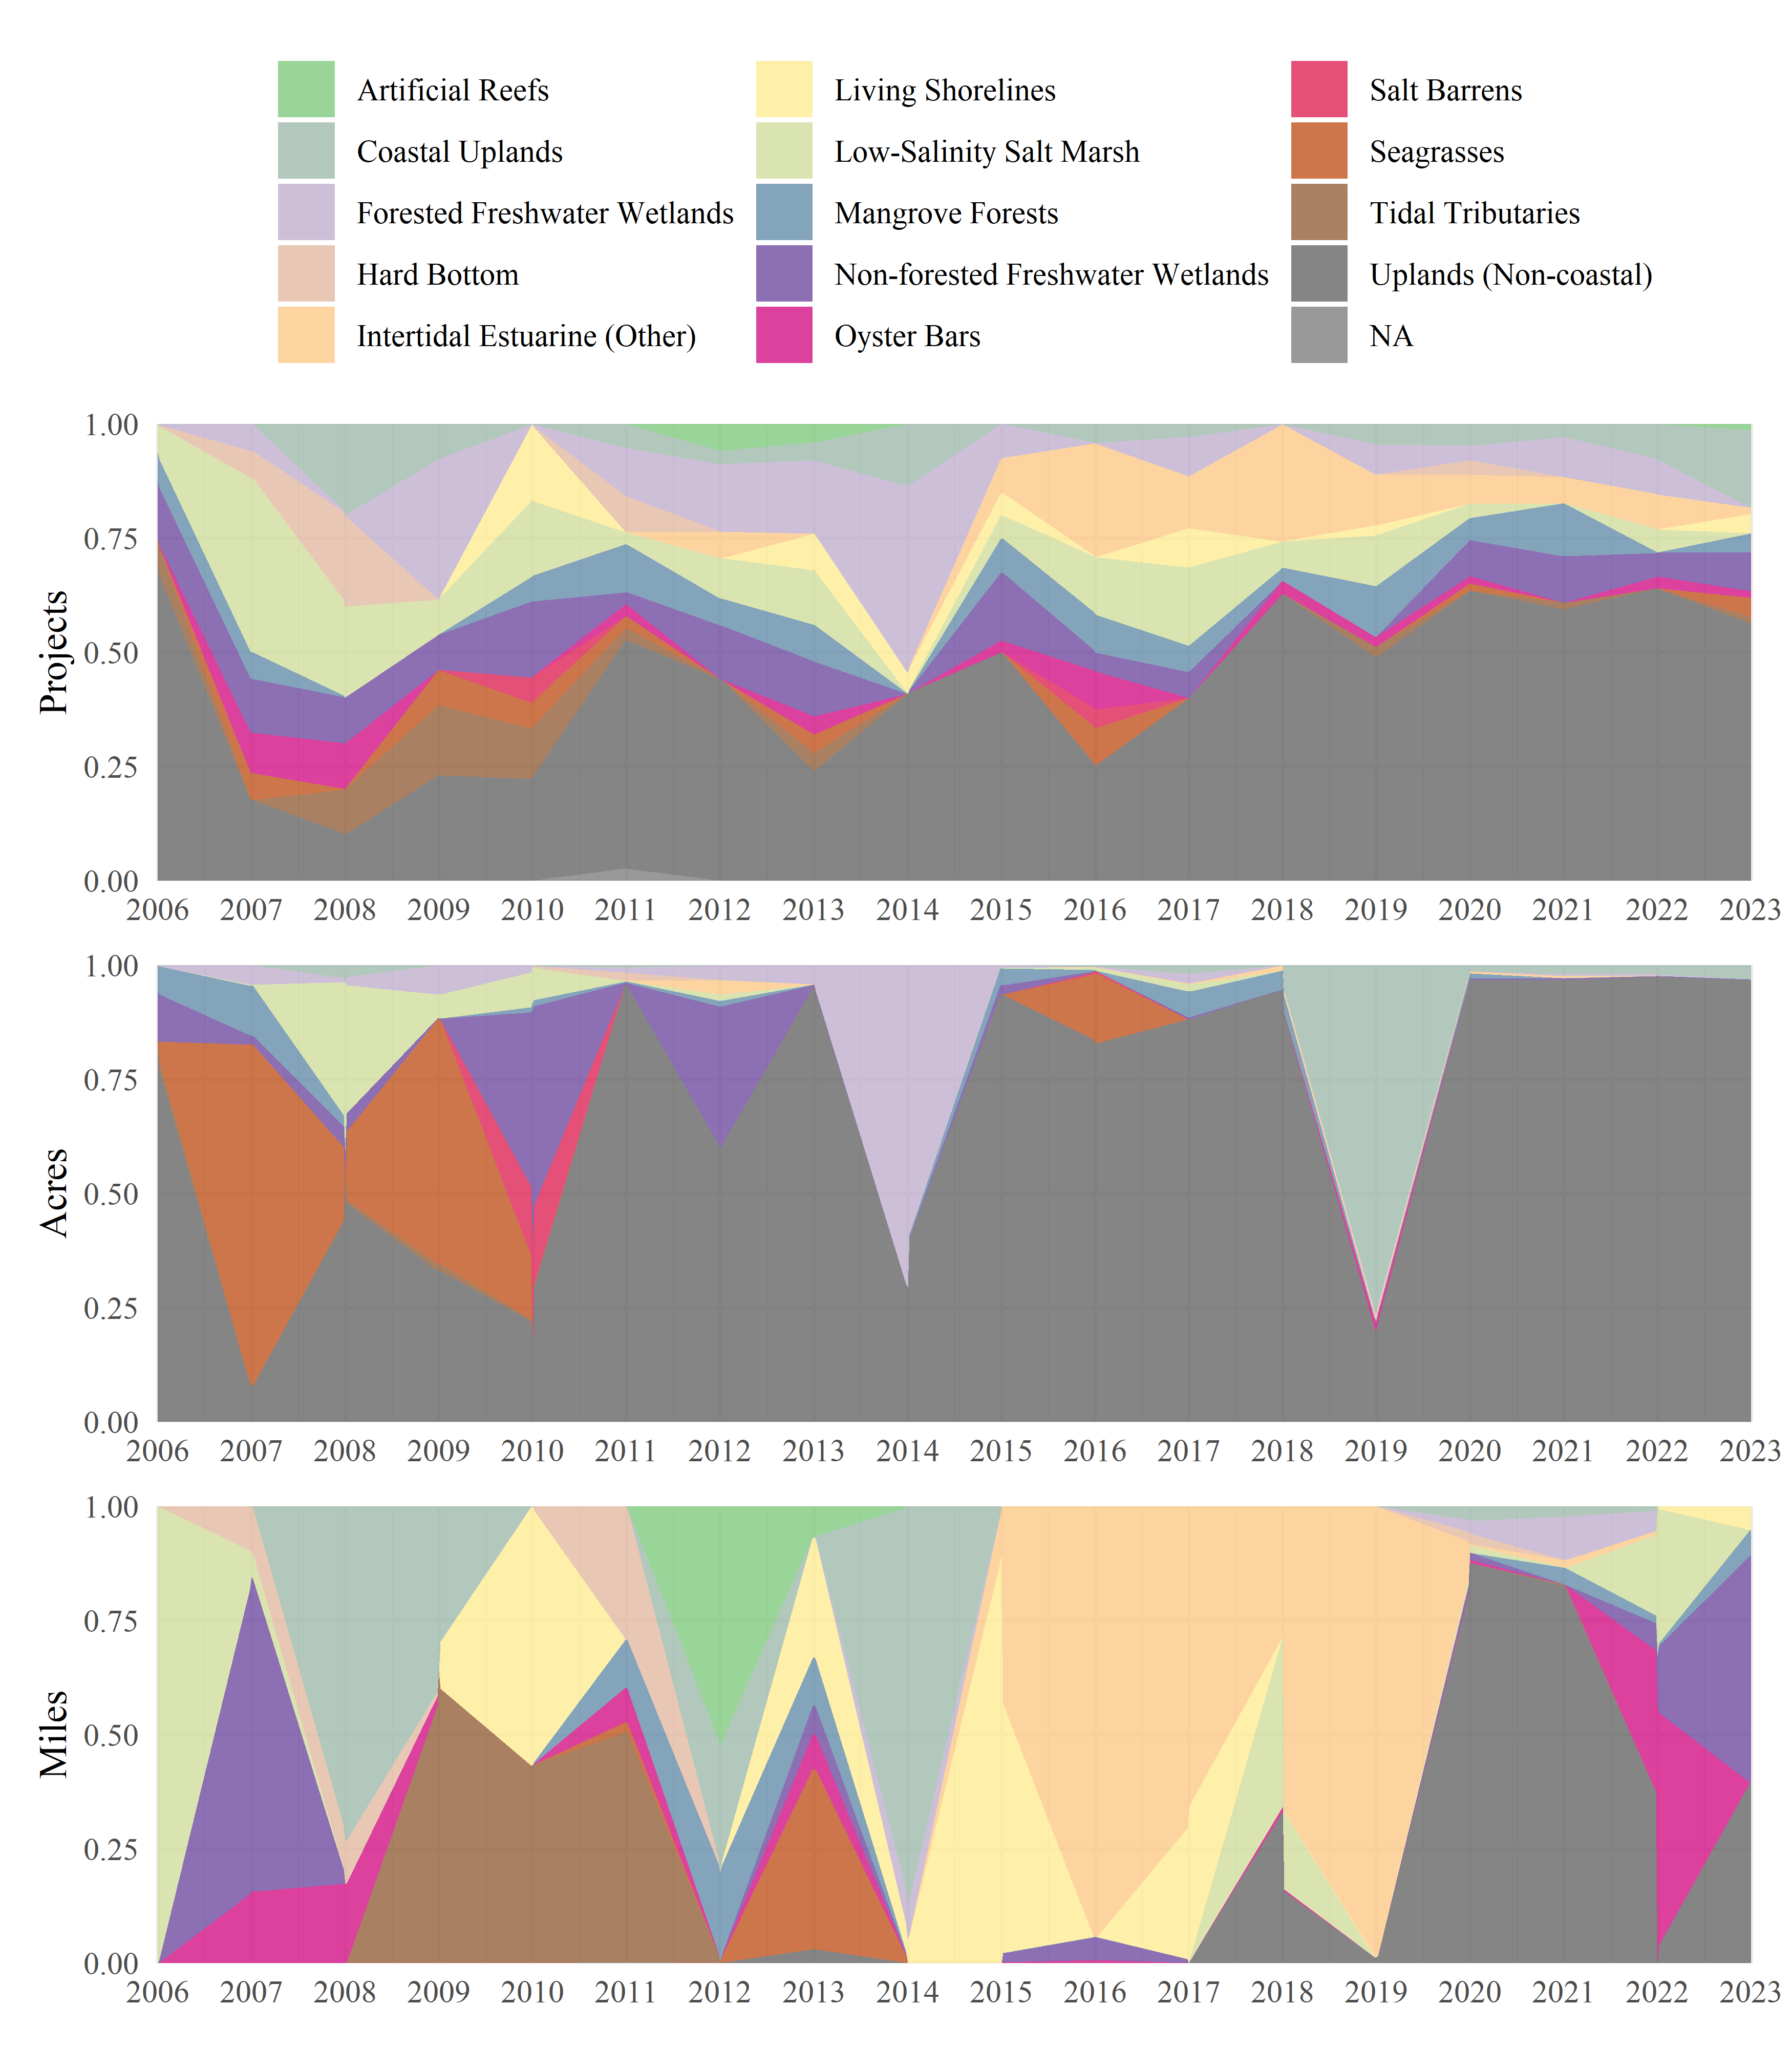 Artificial Reefs Living Shorelines Salt Barrens
Coastal Uplands Low-Salinity Salt Marsh Seagrasses
Forested Freshwater Wetlands Mangrove Forests Tidal Tributaries
Hard Bottom Non-forested Freshwater Wetlands Uplands (Non-coastal)
Intertidal Estuarine (Other) Oyster Bars NA
Projects
1.00
0.75
0.50
0.25
0.00
2006 2007 2008 2009 2010 2011 2012 2013 2014 2015 2016 2017 2018 2019 2020 2021 2022 2023
Acres
1.00
0.75
0.50
0.25
0.00
2006 2007 2008 2009 2010 2011 2012 2013 2014 2015 2016 2017 2018 2019 2020 2021 2022 2023
Miles
1.00
0.75
0.50
0.25
0.00
2006 2007 2008 2009 2010 2011 2012 2013 2014 2015 2016 2017 2018 2019 2020 2021 2022 2023